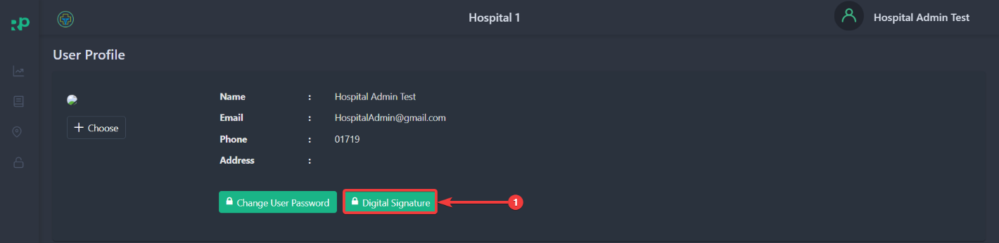 Rp
Hospital 1
Hospital Admin Test
User Profile
Name : Hospital Admin Test
+ Choose
Email : HospitalAdmin@gmail.com
Phone : 01719
Address :
Change User Password
Digital Signature
1